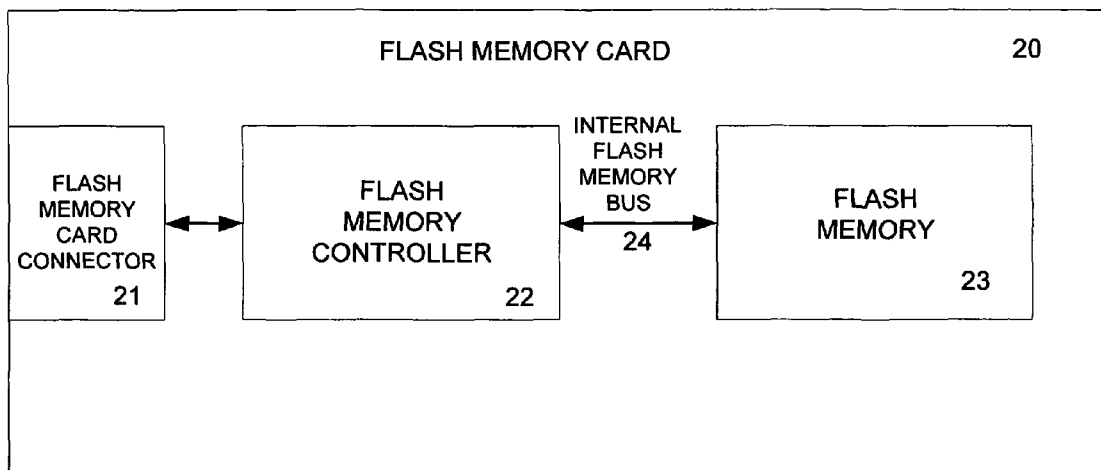 FLASH MEMORY CARD
20
FLASH
MEMORY
CARD
CONNECTOR
21
FLASH
MEMORY
CONTROLLER
22
INTERNAL
FLASH
MEMORY
BUS
24
FLASH
MEMORY
23